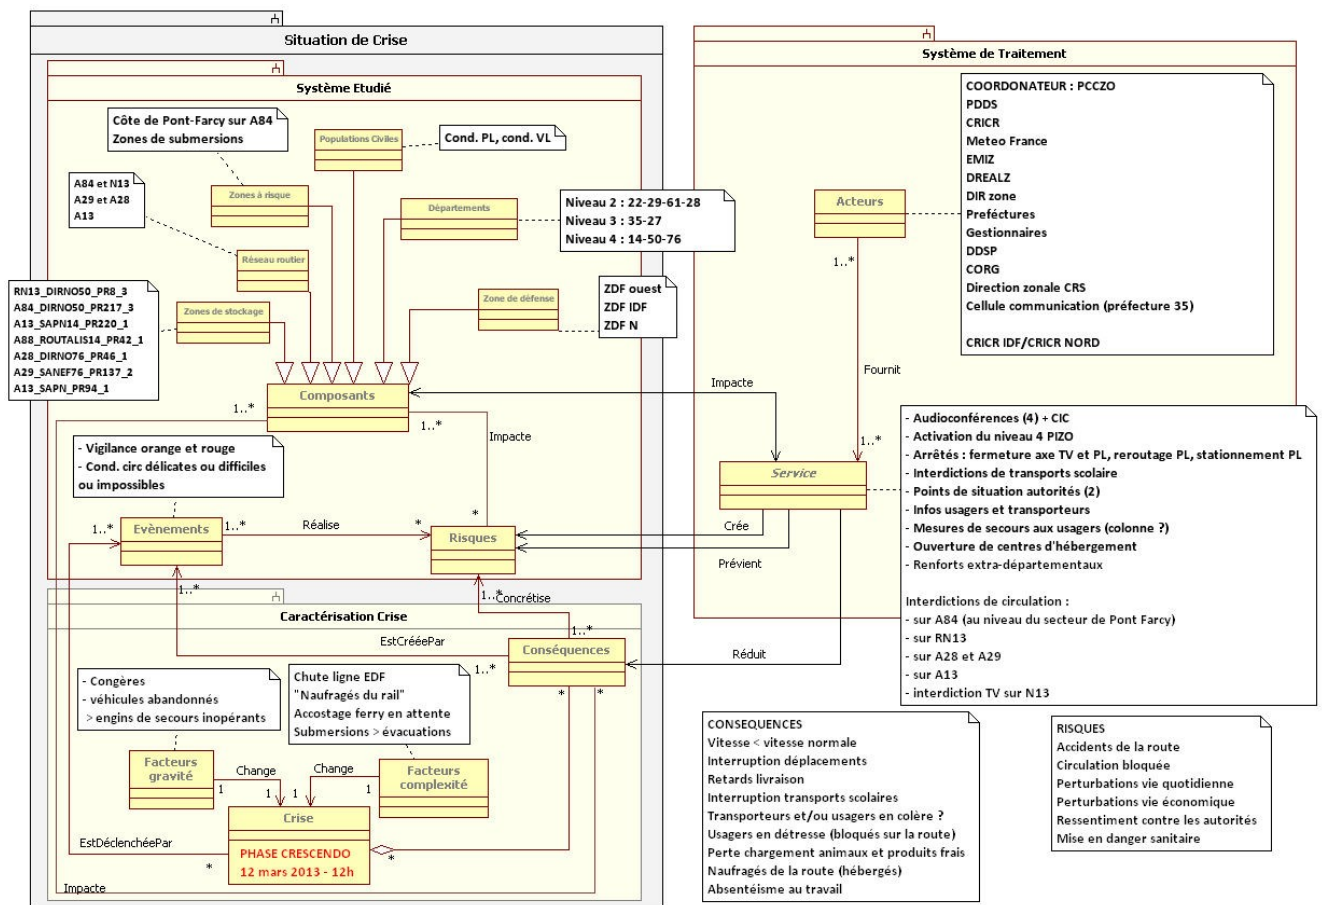 Situation de Crise
Système Etudié
Côte de Pont-Farcy sur A84
Zones de submersions
Populations Civiles
Cond. PL, cond. VL
A84 et N13
A29 et A28
A13
Zones à risque
Départements
Niveau 2 : 22-29-61-28
Niveau 3 : 35-27
Niveau 4 : 14-50-76
Réseau routier
RN13_DIRNO50_PR8_3
A84_DIRNO50_PR217_3
A13_SAPN14_PR220_1
A88_ROUTALIS14_PR42_1
A28_DIRNO76_PR46_1
A29_SANEF76_PR137_2
A13_SAPN_PR94_1
Zones de stockage
Zone de défense
ZDF ouest
ZDF IDF
ZDF N
Composants
1..*
1..*
Impacte
Impacte
- Vigilance orange et rouge
- Cond. circ délicates ou difficiles
ou impossibles
1..*
Evènements
1..*
Réalise
*
*
Risques
1..*
1..*
Concrétise
Caractérisation Crise
1..*
EstCrééePar
Conséquences
1..*
*
*
- Congères
- véhicules abandonnés
> engins de secours inopérants
Chute ligne EDF
"Naufragés du rail"
Accostage ferry en attente
Submersions > évacuations
Facteurs
gravité
Change
1
1
Change
1
1
Facteurs
complexité
Crise
PHASE CRESCENDO
12 mars 2013 - 12h
EstDéclenchéePar
*
*
Impacte
Système de Traitement
COORDONATEUR : PCCZO
PDDS
CRICR
Meteo France
EMIZ
DREALZ
DIR zone
Preféctures
Gestionnaires
DDSP
CORG
Direction zonale CRS
Cellule communication (préfecture 35)
CRICR IDF/CRICR NORD
Acteurs
1..*
Fournit
1..*
Service
Crée
Prévient
Réduit
- Audioconférences (4) + CIC
- Activation du niveau 4 PIZO
- Arrêtés : fermeture axe TV et PL, reroutage PL, stationnement PL
- Interdictions de transports scolaire
- Points de situation autorités (2)
- Infos usagers et transporteurs
- Mesures de secours aux usagers (colonne ?)
- Ouverture de centres d'hébergement
- Renforts extra-départementaux
Interdictions de circulation :
- sur A84 (au niveau du secteur de Pont Farcy)
- sur RN13
- sur A28 et A29
- sur A13
- interdiction TV sur N13
CONSEQUENCES
Vitesse < vitesse normale
Interruption déplacements
Retards livraison
Interruption transports scolaires
Transporteurs et/ou usagers en colère ?
Usagers en détresse (bloqués sur la route)
Perte chargement animaux et produits frais
Naufragés de la route (hébergés)
Absentéisme au travail
RISQUES
Accidents de la route
Circulation bloquée
Perturbations vie quotidienne
Perturbations vie économique
Ressentiment contre les autorités
Mise en danger sanitaire